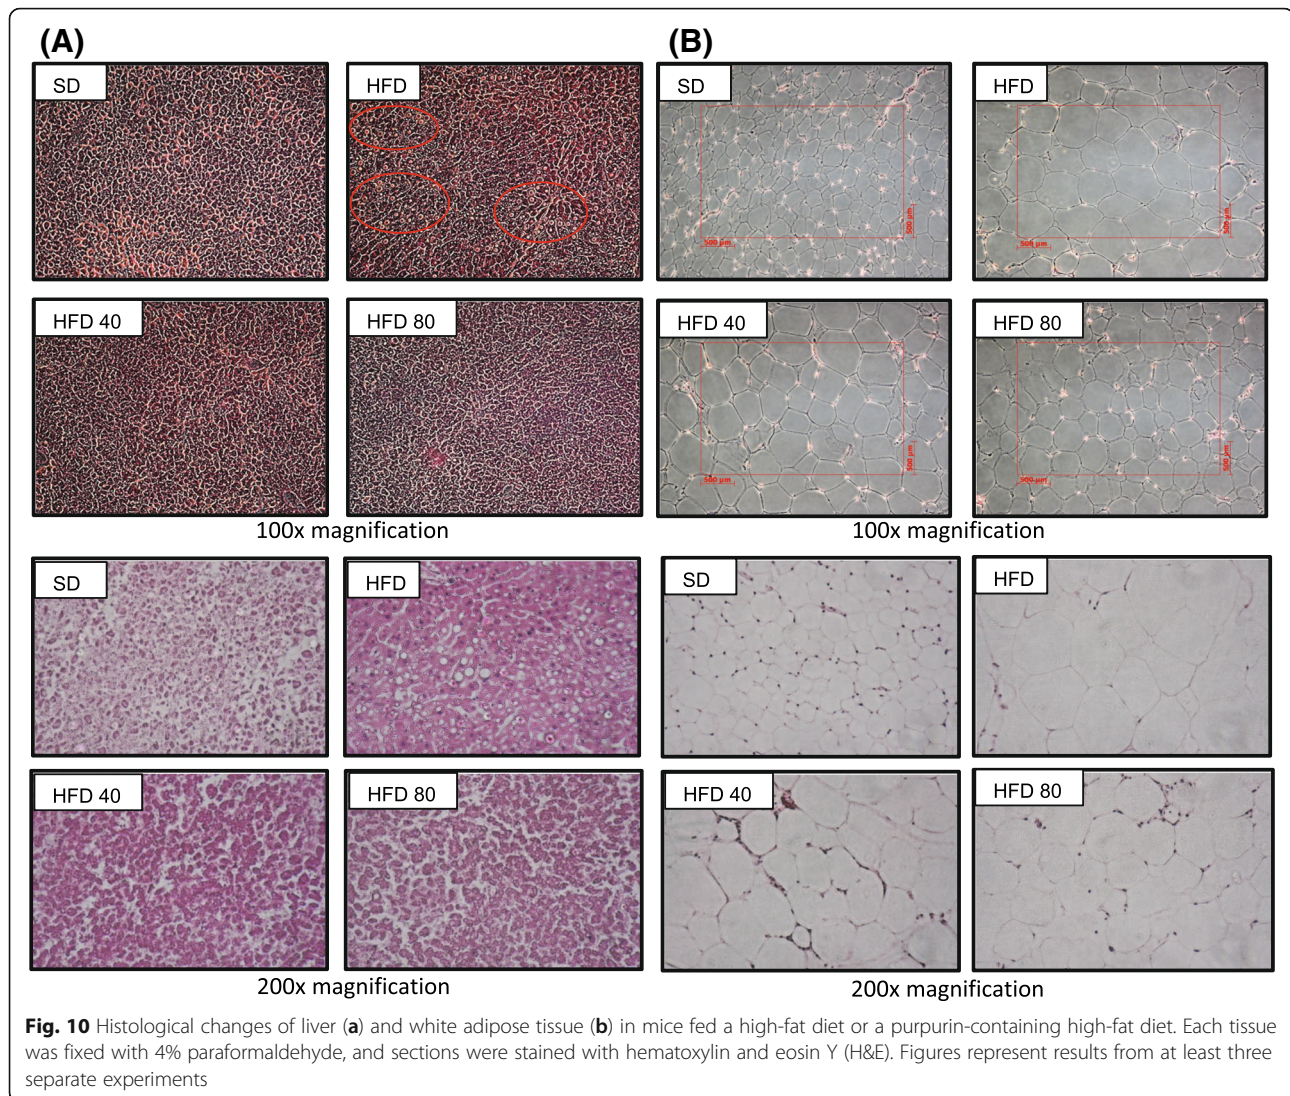 (A)
(B)
SD
HFD
SD
500 µm
500 µm
HFD
500 µm
500 µm
HFD 40
HFD 80
HFD 40
500 µm
500 µm
HFD 80
500 µm
500 µm
100x magnification
100x magnification
SD
HFD
SD
HFD
HFD 40
HFD 80
HFD 40
HFD 80
200x magnification
200x magnification
Fig. 10 Histological changes of liver (a) and white adipose tissue (b) in mice fed a high-fat diet or a purpurin-containing high-fat diet. Each tissue
was fixed with 4% paraformaldehyde, and sections were stained with hematoxylin and eosin Y (H&E). Figures represent results from at least three
separate experiments